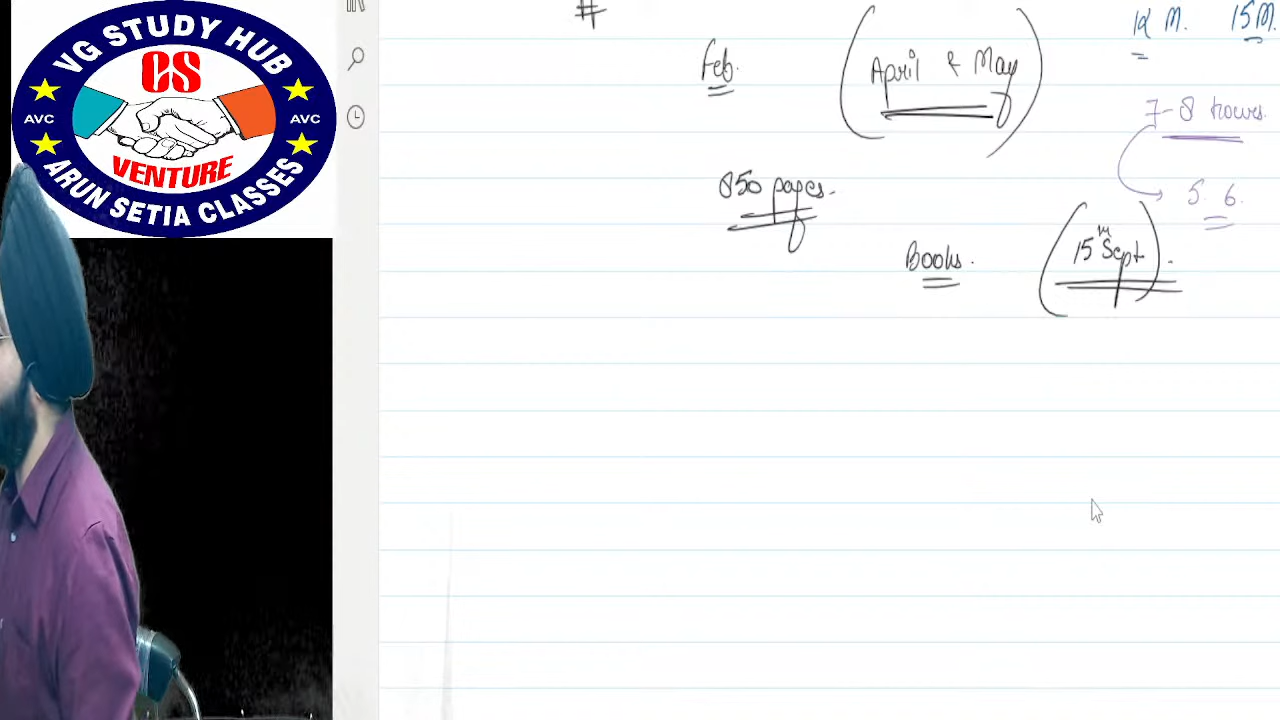 VG STUDY HUB
CS
AVC
AVC
VENTURE
ARUN SETIA CLASSES
#
Feb.
(April & May)
12 M. 15 M.
7-8 hours.
5. 6.
850 pages.
Books. (15th Sept).